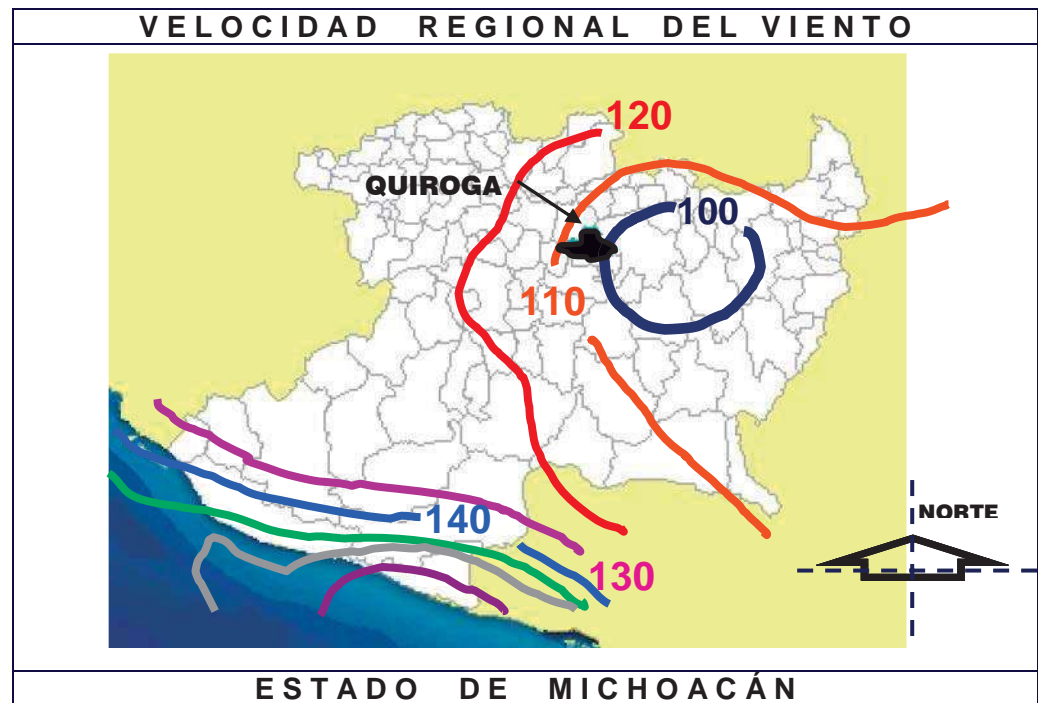 VELOCIDAD REGIONAL DEL VIENTO
120
QUIROGA
100
110
NORTE
140
130
ESTADO DE MICHOACÁN